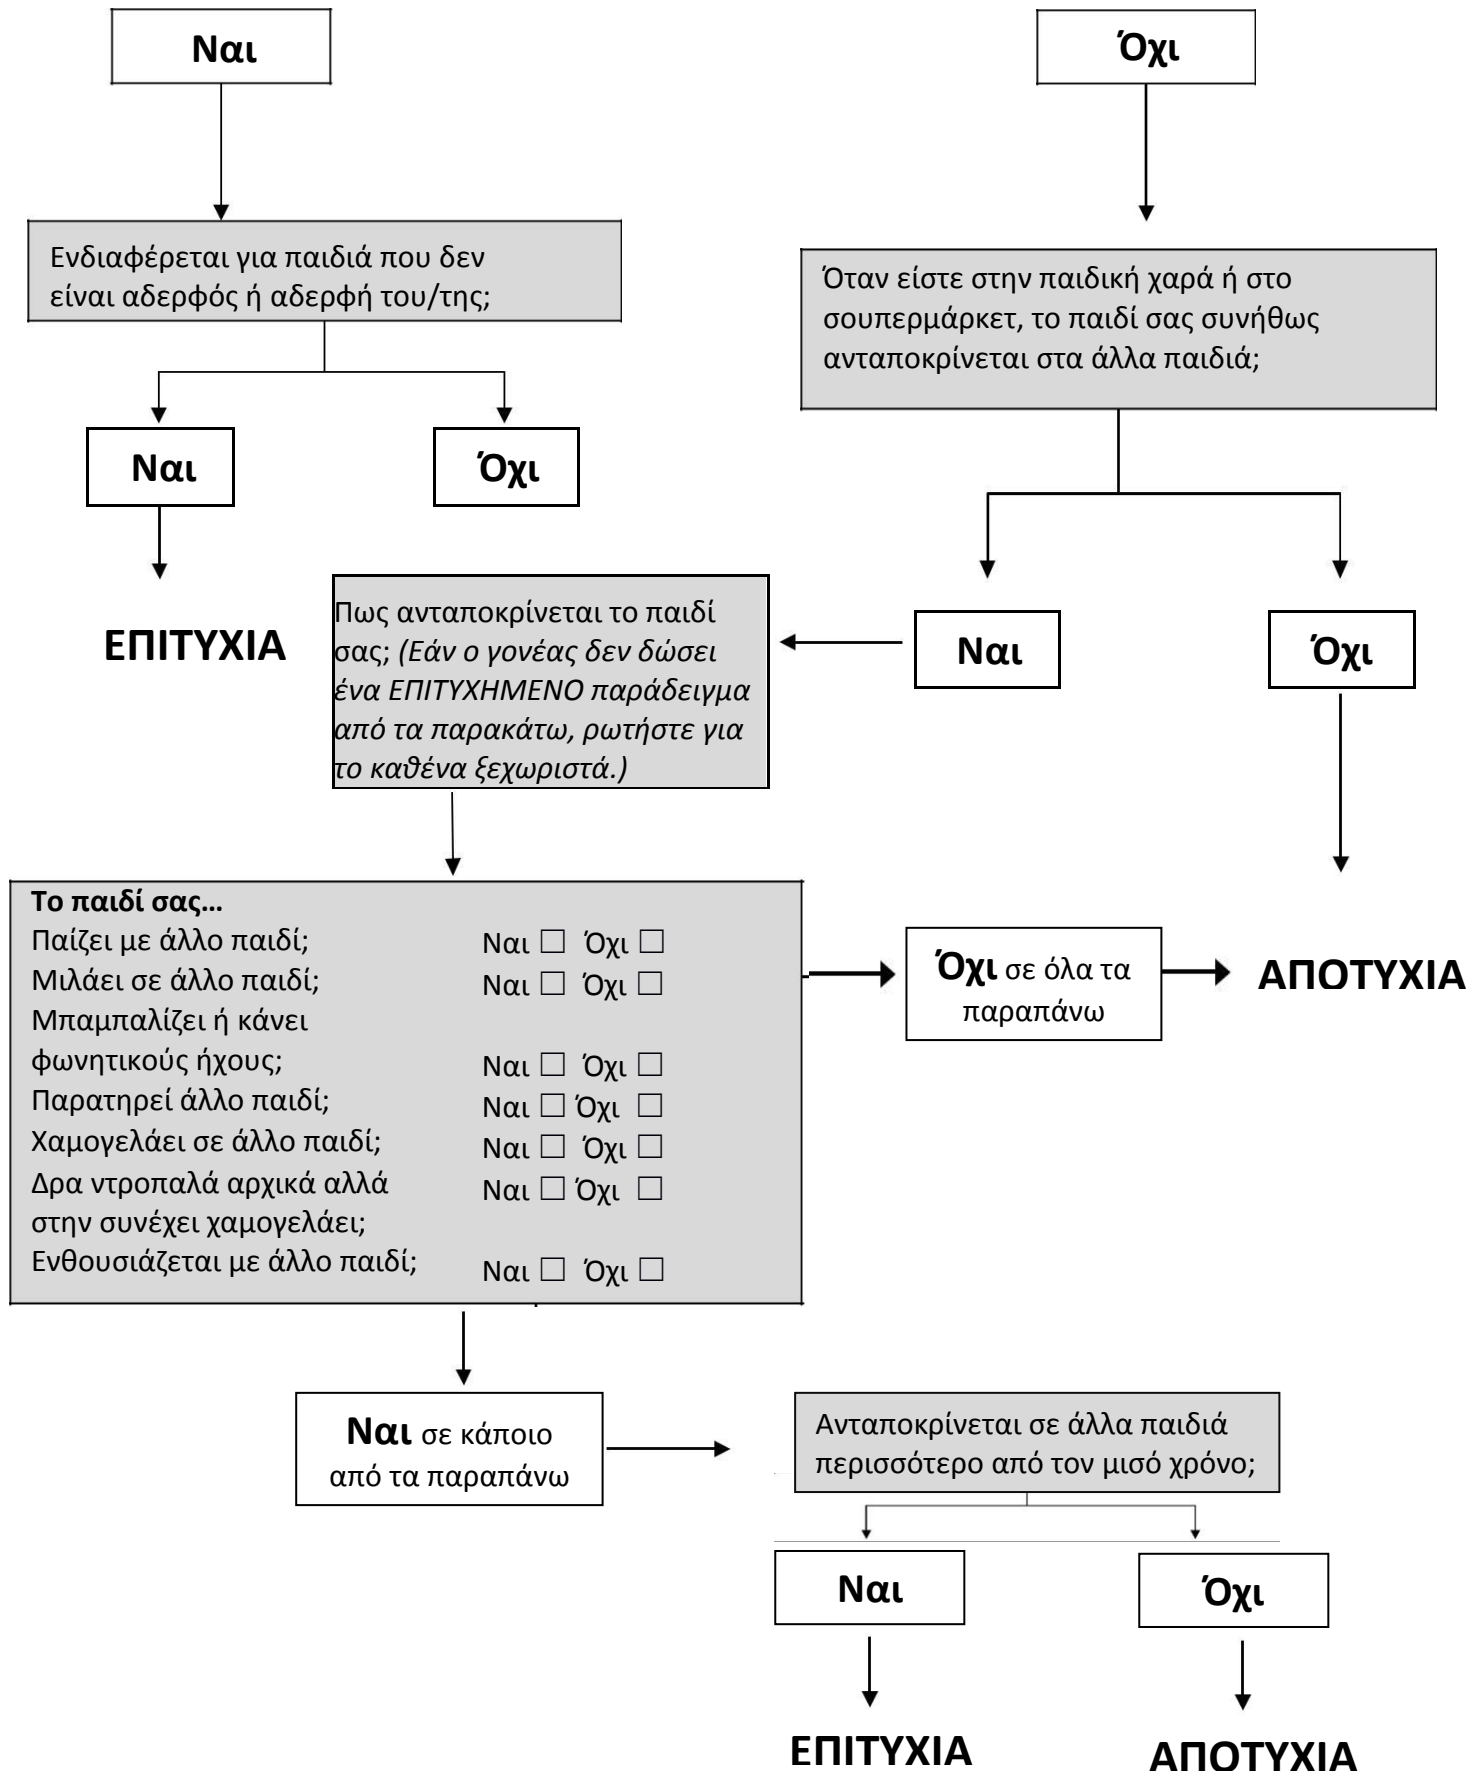 Ναι
Όχι
Ενδιαφέρεται για παιδιά που δεν
είναι αδερφός ή αδερφή του/της;
Όταν είστε στην παιδική χαρά ή στο
σουπερμάρκετ, το παιδί σας συνήθως
ανταποκρίνεται στα άλλα παιδιά;
Ναι
Όχι
ΕΠΙΤΥΧΙΑ
Πως ανταποκρίνεται το παιδί
σας; (Εάν ο γονέας δεν δώσει
ένα ΕΠΙΤΥΧΗΜΕΝΟ παράδειγμα
από τα παρακάτω, ρωτήστε για
το καθένα ξεχωριστά.)
Ναι
Όχι
Το παιδί σας...
Παίζει με άλλο παιδί; Ναι ☐ Όχι ☐
Μιλάει σε άλλο παιδί; Ναι ☐ Όχι ☐
Μπαμπαλίζει ή κάνει
φωνητικούς ήχους; Ναι ☐ Όχι ☐
Παρατηρεί άλλο παιδί; Ναι ☐ Όχι ☐
Χαμογελάει σε άλλο παιδί; Ναι ☐ Όχι ☐
Δρα ντροπαλά αρχικά αλλά Ναι ☐ Όχι ☐
στην συνέχει χαμογελάει;
Ενθουσιάζεται με άλλο παιδί; Ναι ☐ Όχι ☐
Όχι σε όλα τα
παραπάνω
ΑΠΟΤΥΧΙΑ
Ναι σε κάποιο
από τα παραπάνω
Ανταποκρίνεται σε άλλα παιδιά
περισσότερο από τον μισό χρόνο;
Ναι
Όχι
ΕΠΙΤΥΧΙΑ
ΑΠΟΤΥΧΙΑ